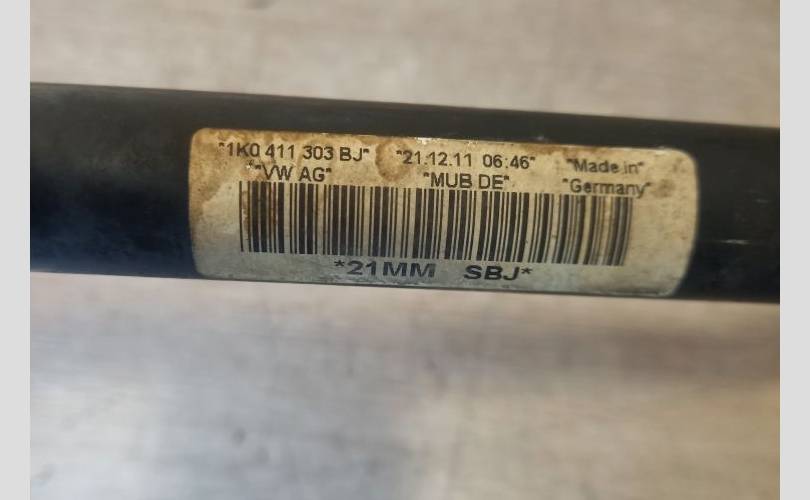 "1K0 411 303 BJ" "21.12.11 06:46" "Made in"
"VW AG" "MUB DE" "Germany"
*21MM SBJ*